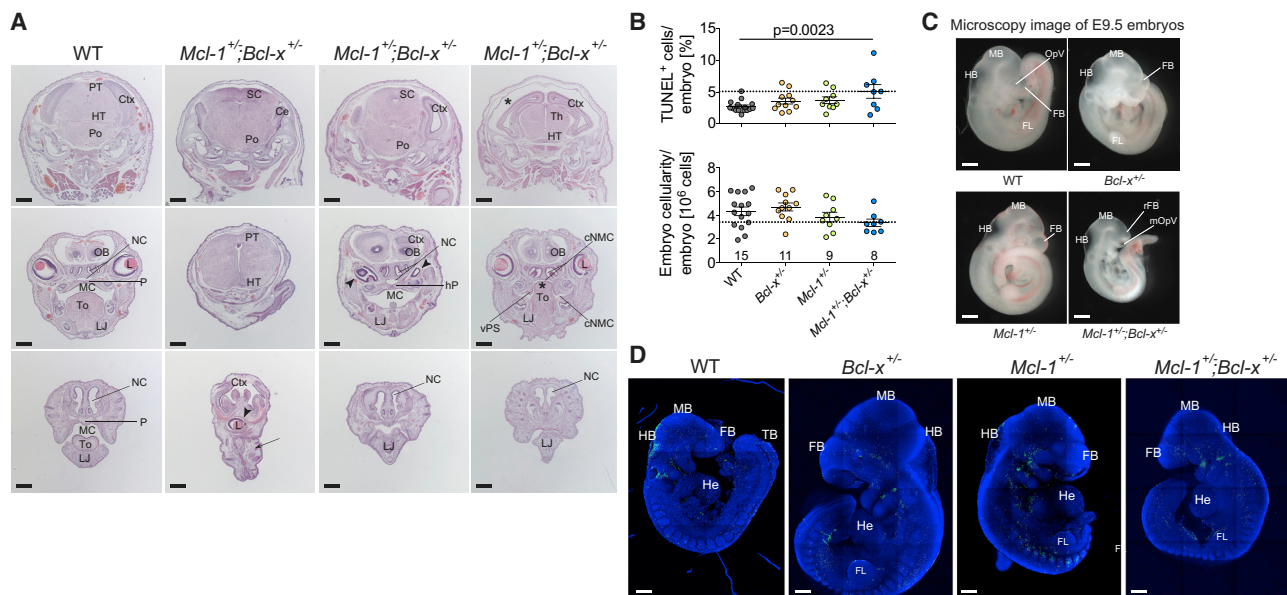 A
WT
Mcl-1+/-;Bcl-x+/-
Mcl-1+/-;Bcl-x+/-
Mcl-1+/-;Bcl-x+/-
PT
Ctx
HT
Po
SC
Ce
Po
SC
Ctx
Po
*
Ctx
Th
HT
OB
NC
L
P
MC
To
LJ
PT
HT
Ctx
NC
OB
MC
hP
LJ
cNMC
OB
L
*
To
vPS
LJ
cNMC
NC
P
MC
To
LJ
Ctx
L
NC
LJ
NC
LJ
B
TUNEL+ cells/
embryo [%]
p=0.0023
15
10
5
0
Embryo cellularity/
Embryo [10⁶ cells]
8
6
4
2
0
15 11 9 8
WT
Bcl-x+/-
Mcl-1+/-
Mcl-1+/-;Bcl-x+/-
C
Microscopy image of E9.5 embryos
MB
OpV
HB
FB
FL
WT
MB
FB
HB
FL
Bcl-x+/-
MB
HB
FB
Mcl-1+/-
MB
rFB
HB
mOpV
Mcl-1+/-;Bcl-x+/-
D
WT
Bcl-x+/-
Mcl-1+/-
Mcl-1+/-;Bcl-x+/-
MB
HB
FB
TB
He
MB
HB
FB
He
FL
MB
HB
FB
He
FL
F
MB
HB
FB
He
FL